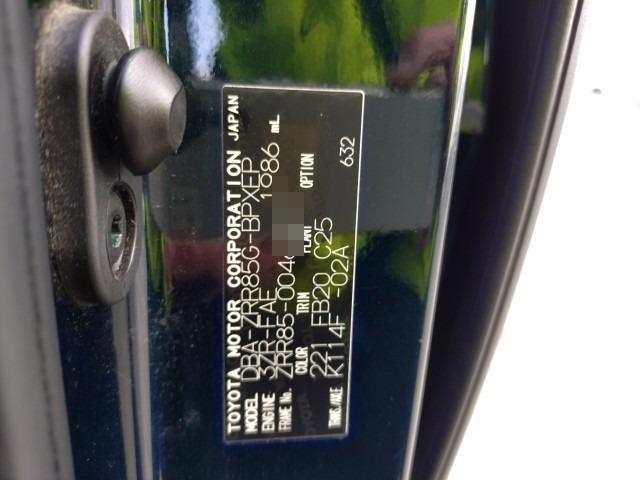 TOYOTA MOTOR CORPORATION JAPAN
MODEL DBA-ZRR85G-BPXEP
ENGINE 3ZR-FAE 1986 mL
FRAME No. ZRR85-004
COLOR TRIM PLANT OPTION
221 FB20 C25
TRANS/AXLE K114F -02A 632